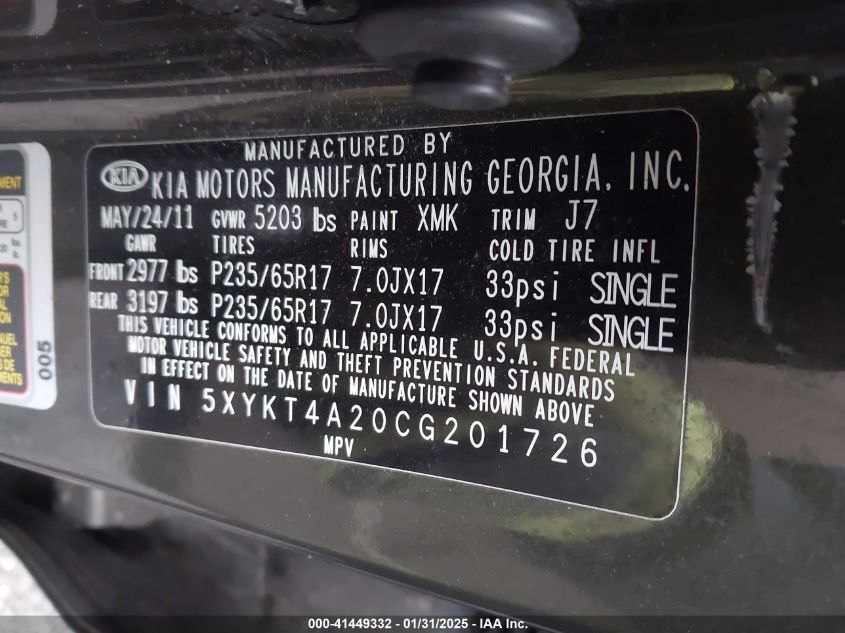 MANUFACTURED BY
KIA KIA MOTORS MANUFACTURING GEORGIA, INC.
MAY/24/11 GVWR 5203 lbs PAINT XMK TRIM J7
GAWR TIRES RIMS COLD TIRE INFL
FRONT 2977 lbs P235/65R17 7.0JX17 33psi SINGLE
REAR 3197 lbs P235/65R17 7.0JX17 33psi SINGLE
THIS VEHICLE CONFORMS TO ALL APPLICABLE U.S.A. FEDERAL
MOTOR VEHICLE SAFETY AND THEFT PREVENTION STANDARDS
IN EFFECT ON THE DATE OF MANUFACTURE SHOWN ABOVE
VIN 5XYKT4A20CG201726
MPV
005
000-41449332 - 01/31/2025 - IAA Inc.